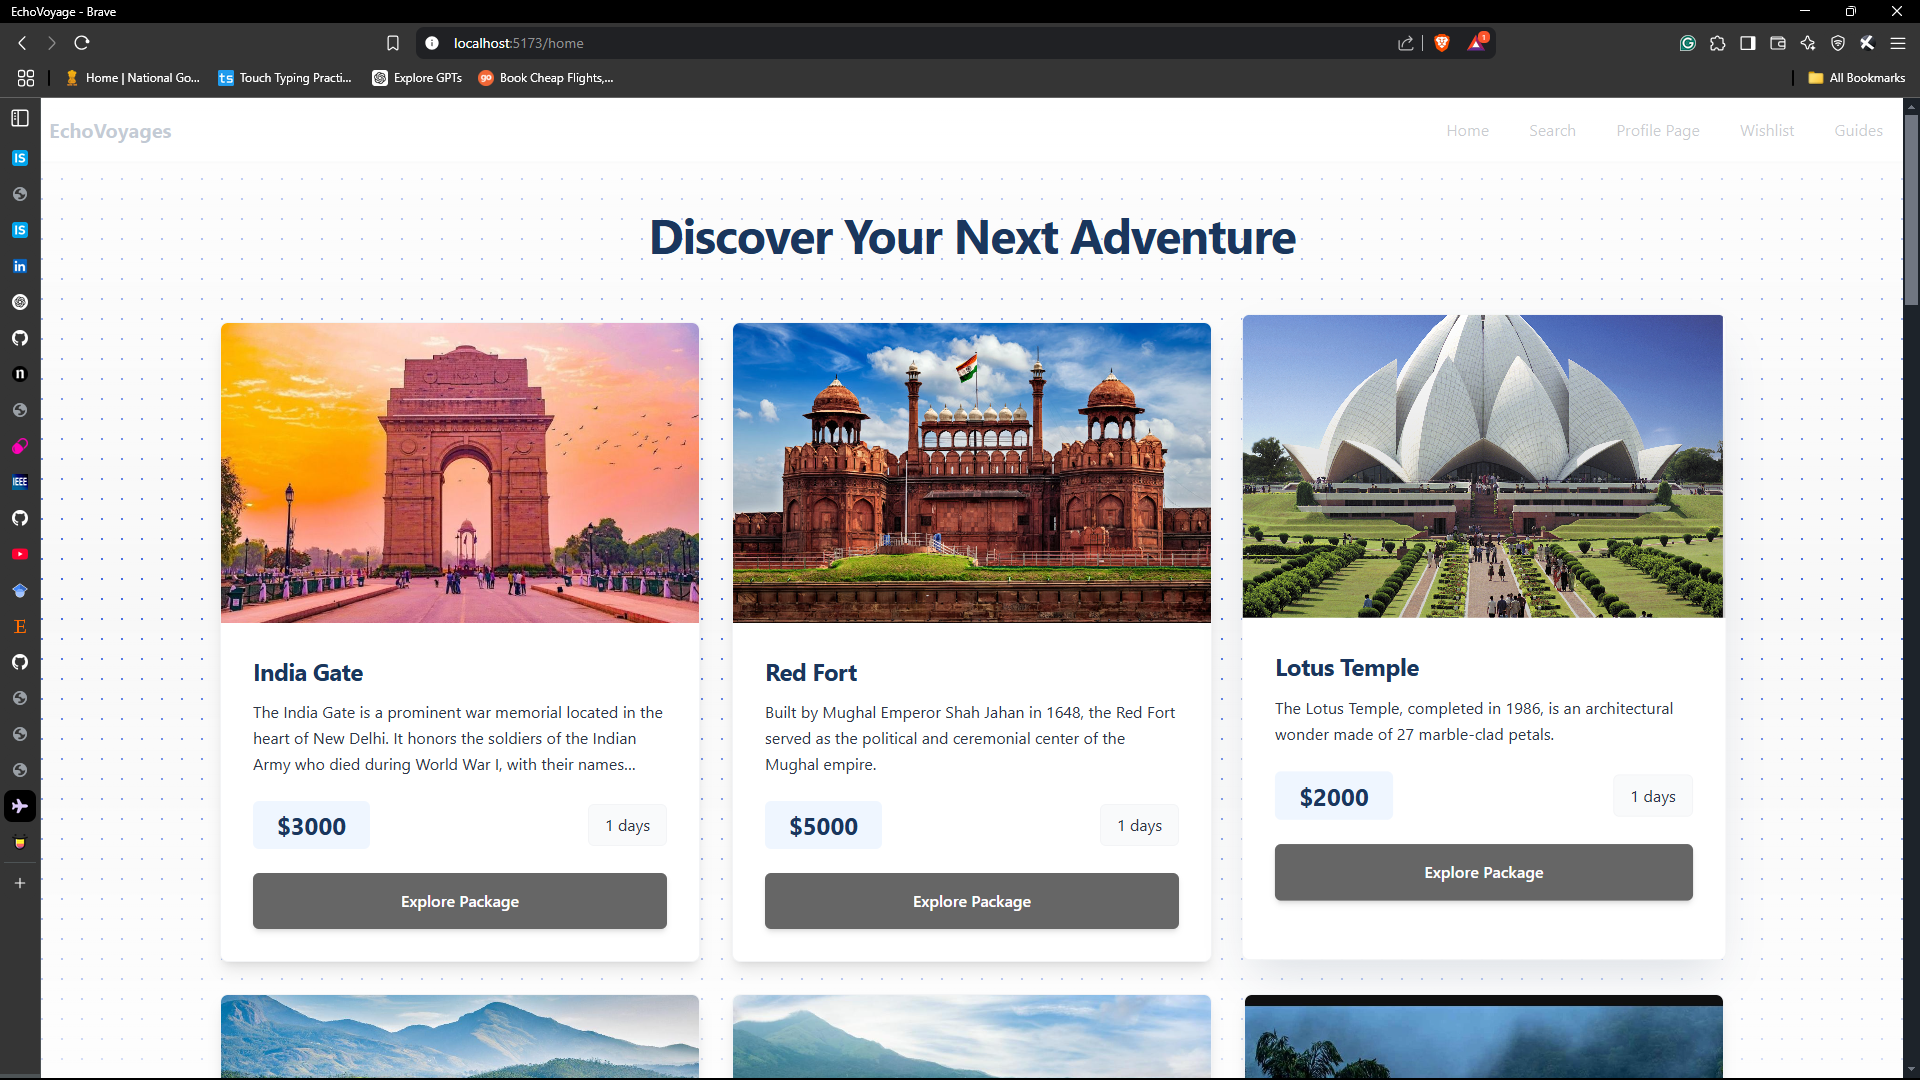 EchoVoyage - Brave
localhost:5173/home
1
Home | National Go...
Touch Typing Practi...
Explore GPTs
Book Cheap Flights,...
All Bookmarks
EchoVoyages
Home
Search
Profile Page
Wishlist
Guides
Discover Your Next Adventure
India Gate
The India Gate is a prominent war memorial located in the
heart of New Delhi. It honors the soldiers of the Indian
Army who died during World War I, with their names...
$3000
1 days
Explore Package
Red Fort
Built by Mughal Emperor Shah Jahan in 1648, the Red Fort
served as the political and ceremonial center of the
Mughal empire.
$5000
1 days
Explore Package
Lotus Temple
The Lotus Temple, completed in 1986, is an architectural
wonder made of 27 marble-clad petals.
$2000
1 days
Explore Package